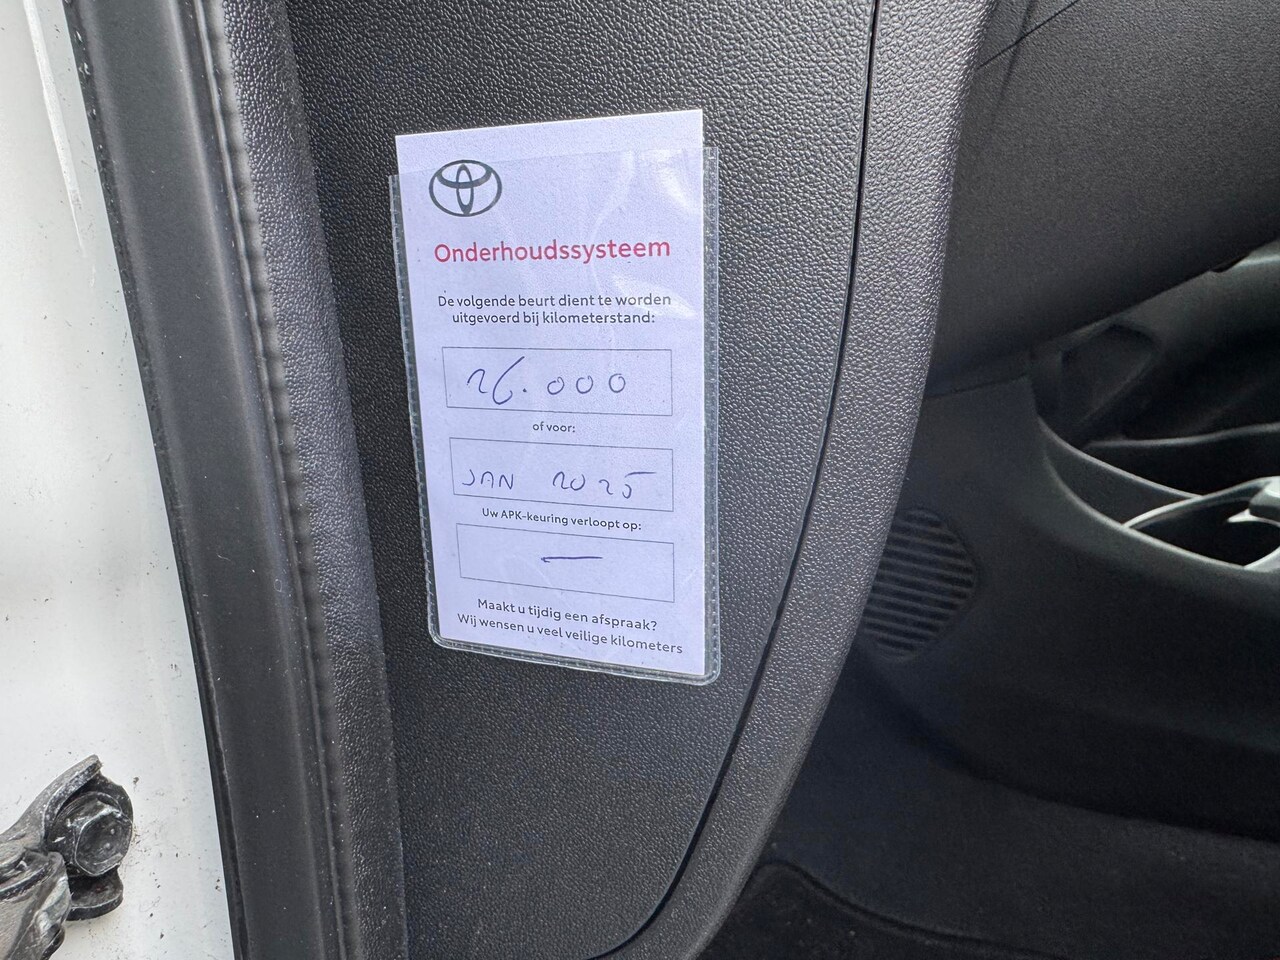 Onderhoudssysteem
De volgende beurt dient te worden
uitgevoerd bij kilometerstand:
26.000
of voor:
JAN 2025
Uw APK-keuring verloopt op:
—
Maakt u tijdig een afspraak?
Wij wensen u veel veilige kilometers